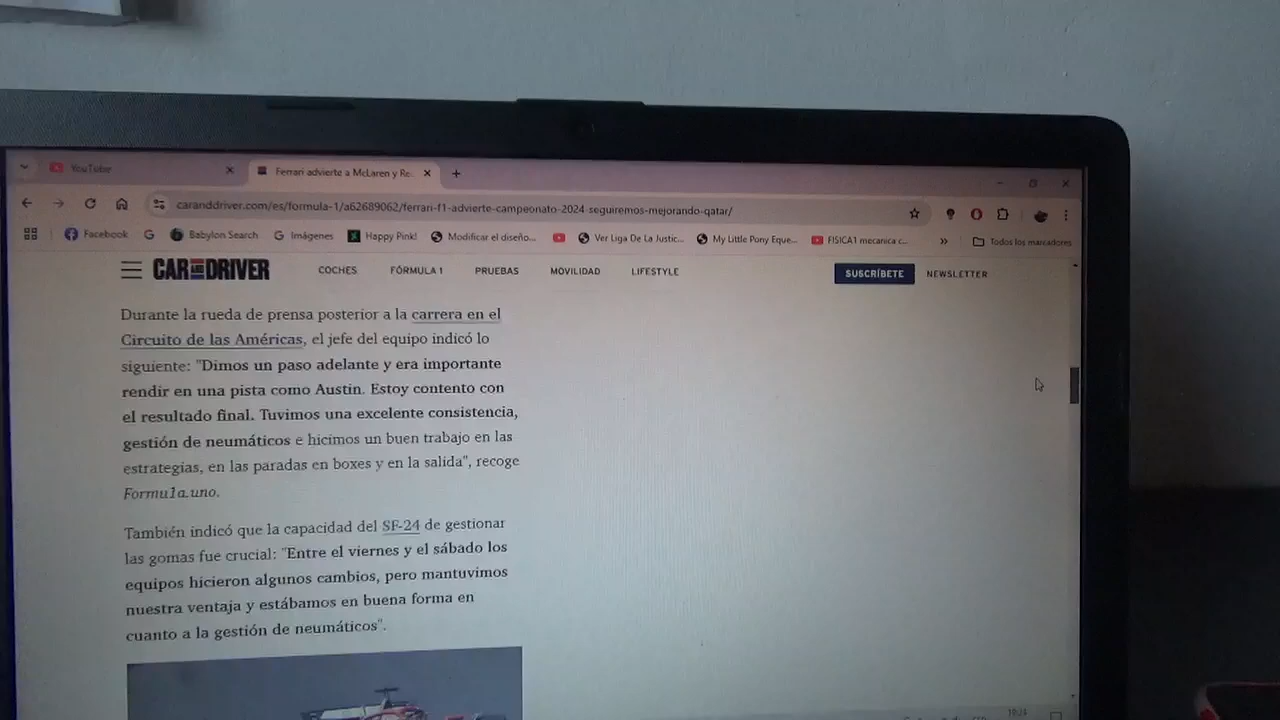 YouTube
Ferrari advierte a McLaren y Re
caranddriver.com/es/formula-1/a62689062/ferrari-f1-advierte-campeonato-2024-seguiremos-mejorando-qatar/
Facebook
Babylon Search
Imágenes
Happy Pink!
Modificar el diseño...
Ver Liga De La Justic...
My Little Pony Eque...
FISICA1 mecanica c...
»
Todos los marcadores
CAR AND DRIVER
COCHES
FÓRMULA 1
PRUEBAS
MOVILIDAD
LIFESTYLE
SUSCRÍBETE
NEWSLETTER
Durante la rueda de prensa posterior a la carrera en el
Circuito de las Américas, el jefe del equipo indicó lo
siguiente: "Dimos un paso adelante y era importante
rendir en una pista como Austin. Estoy contento con
el resultado final. Tuvimos una excelente consistencia,
gestión de neumáticos e hicimos un buen trabajo en las
estrategias, en las paradas en boxes y en la salida", recoge
Formu1a.uno.
También indicó que la capacidad del SF-24 de gestionar
las gomas fue crucial: "Entre el viernes y el sábado los
equipos hicieron algunos cambios, pero mantuvimos
nuestra ventaja y estábamos en buena forma en
cuanto a la gestión de neumáticos".